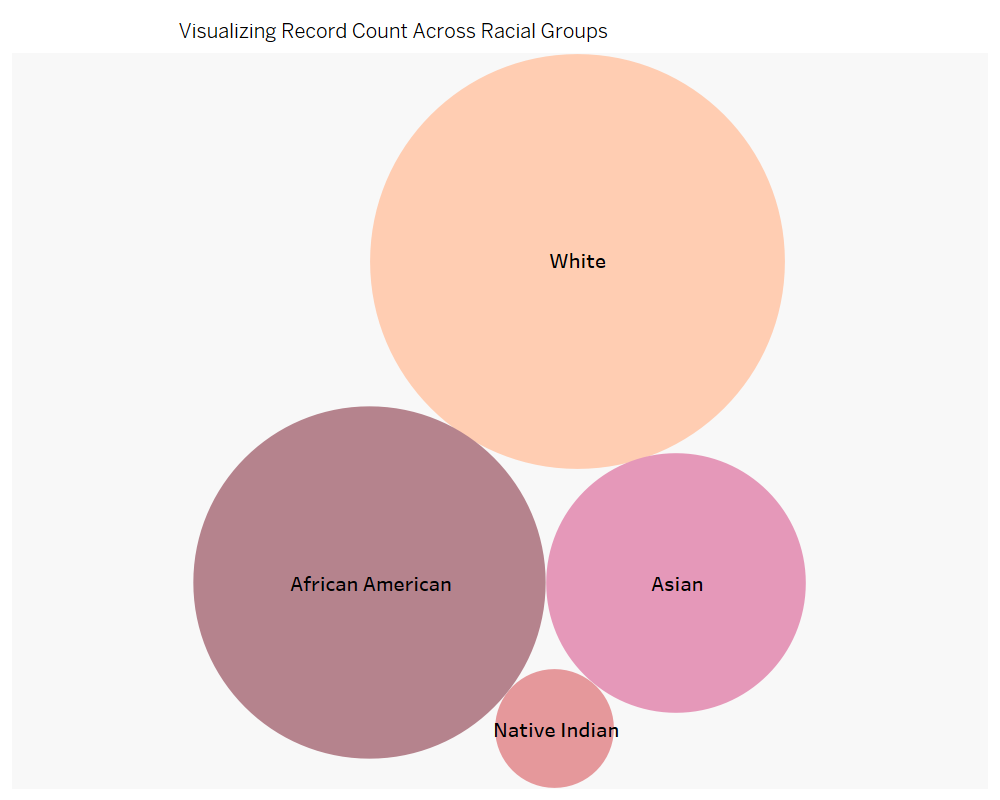 Visualizing Record Count Across Racial Groups
White
African American
Asian
Native Indian